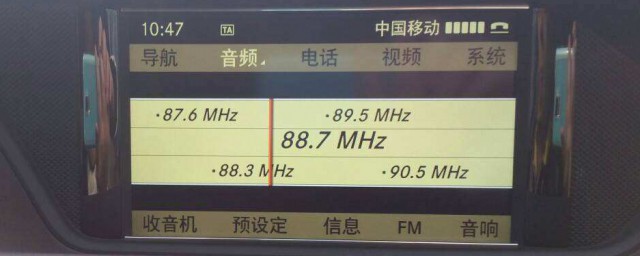 10:47 TA 中国移动
导航 音频 电话 视频 系统
·87.6 MHz ·89.5 MHz
88.7 MHz
·88.3 MHz ·90.5 MHz
收音机 预设定 信息 FM 音响